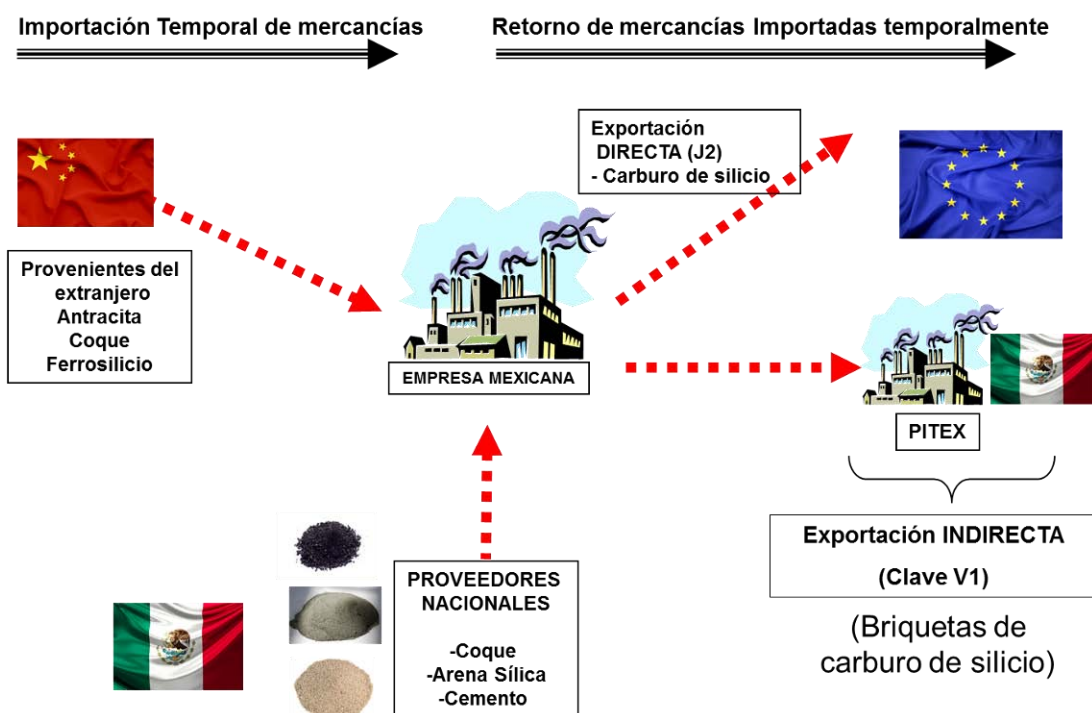 Importación Temporal de mercancías
Retorno de mercancías Importadas temporalmente
Exportación
DIRECTA (J2)
- Carburo de silicio
Provenientes del
extranjero
Antracita
Coque
Ferrosilicio
EMPRESA MEXICANA
PITEX
Exportación INDIRECTA
(Clave V1)
(Briquetas de
carburo de silicio)
PROVEEDORES
NACIONALES
-Coque
-Arena Sílica
-Cemento